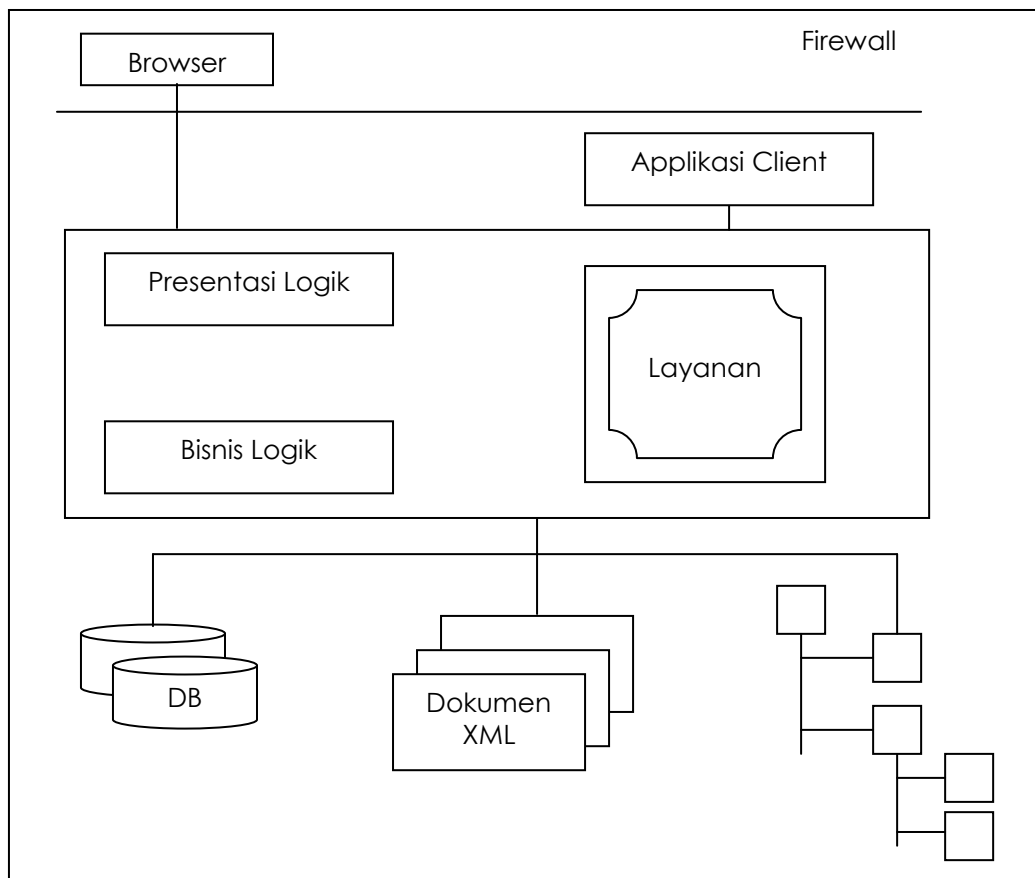 Firewall
Browser
Applikasi Client
Presentasi Logik
Layanan
Bisnis Logik
DB
Dokumen
XML